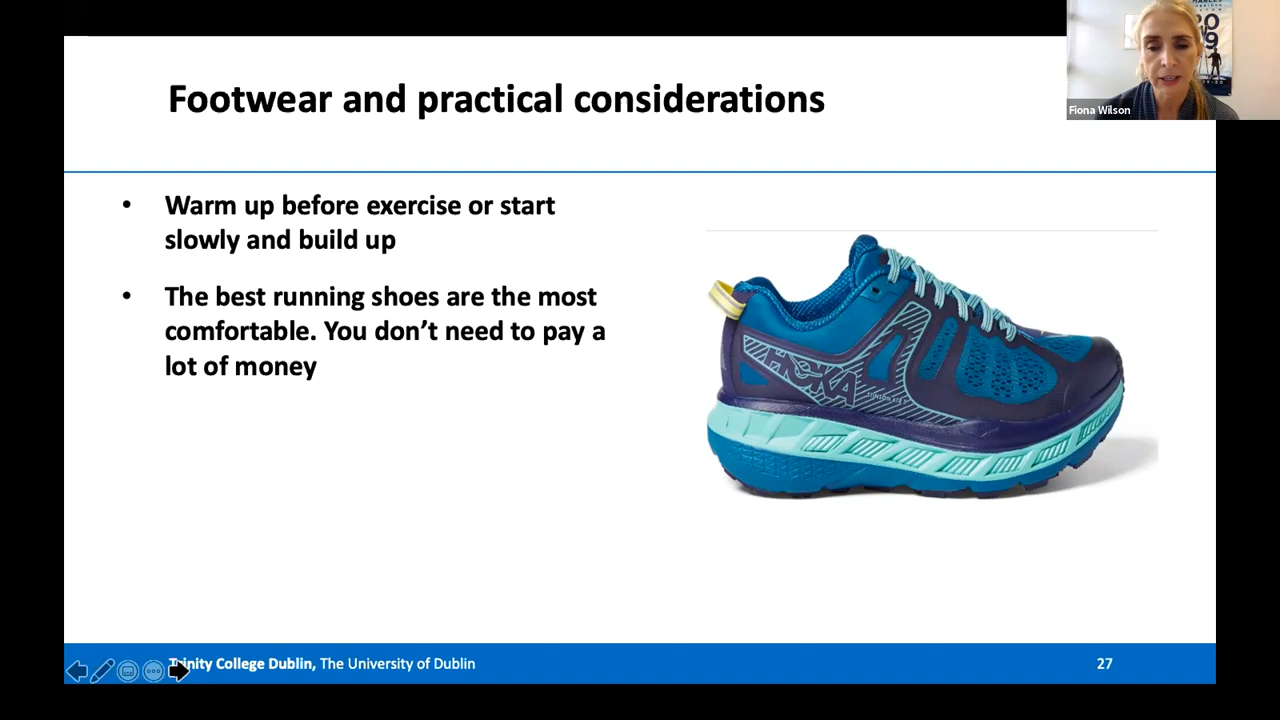 Footwear and practical considerations
Fiona Wilson
• Warm up before exercise or start
slowly and build up
• The best running shoes are the most
comfortable. You don’t need to pay a
lot of money
HOKA
Trinity College Dublin, The University of Dublin
27